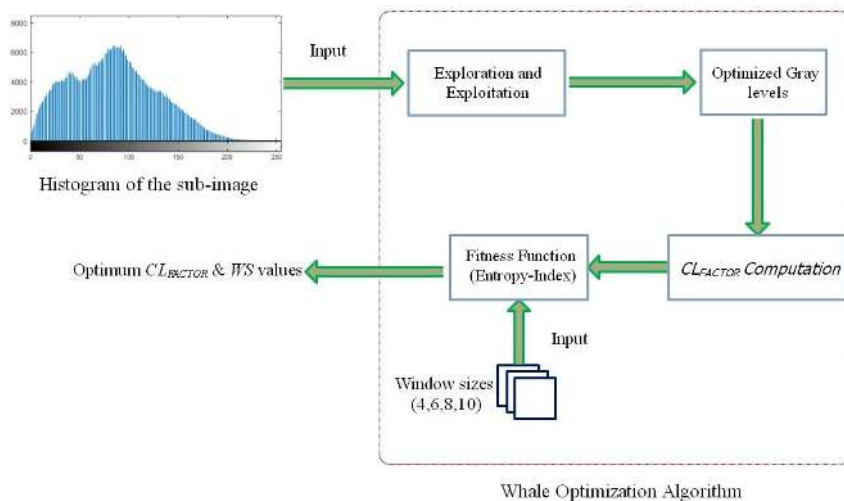 8000
6000
4000
2000
0
0
50
100
150
200
250
Histogram of the sub-image
Input
Exploration and
Exploitation
Optimized Gray
levels
Optimum CL_FACTOR & WS values
Fitness Function
(Entropy-Index)
CL_FACTOR Computation
Input
Window sizes
(4,6,8,10)
Whale Optimization Algorithm